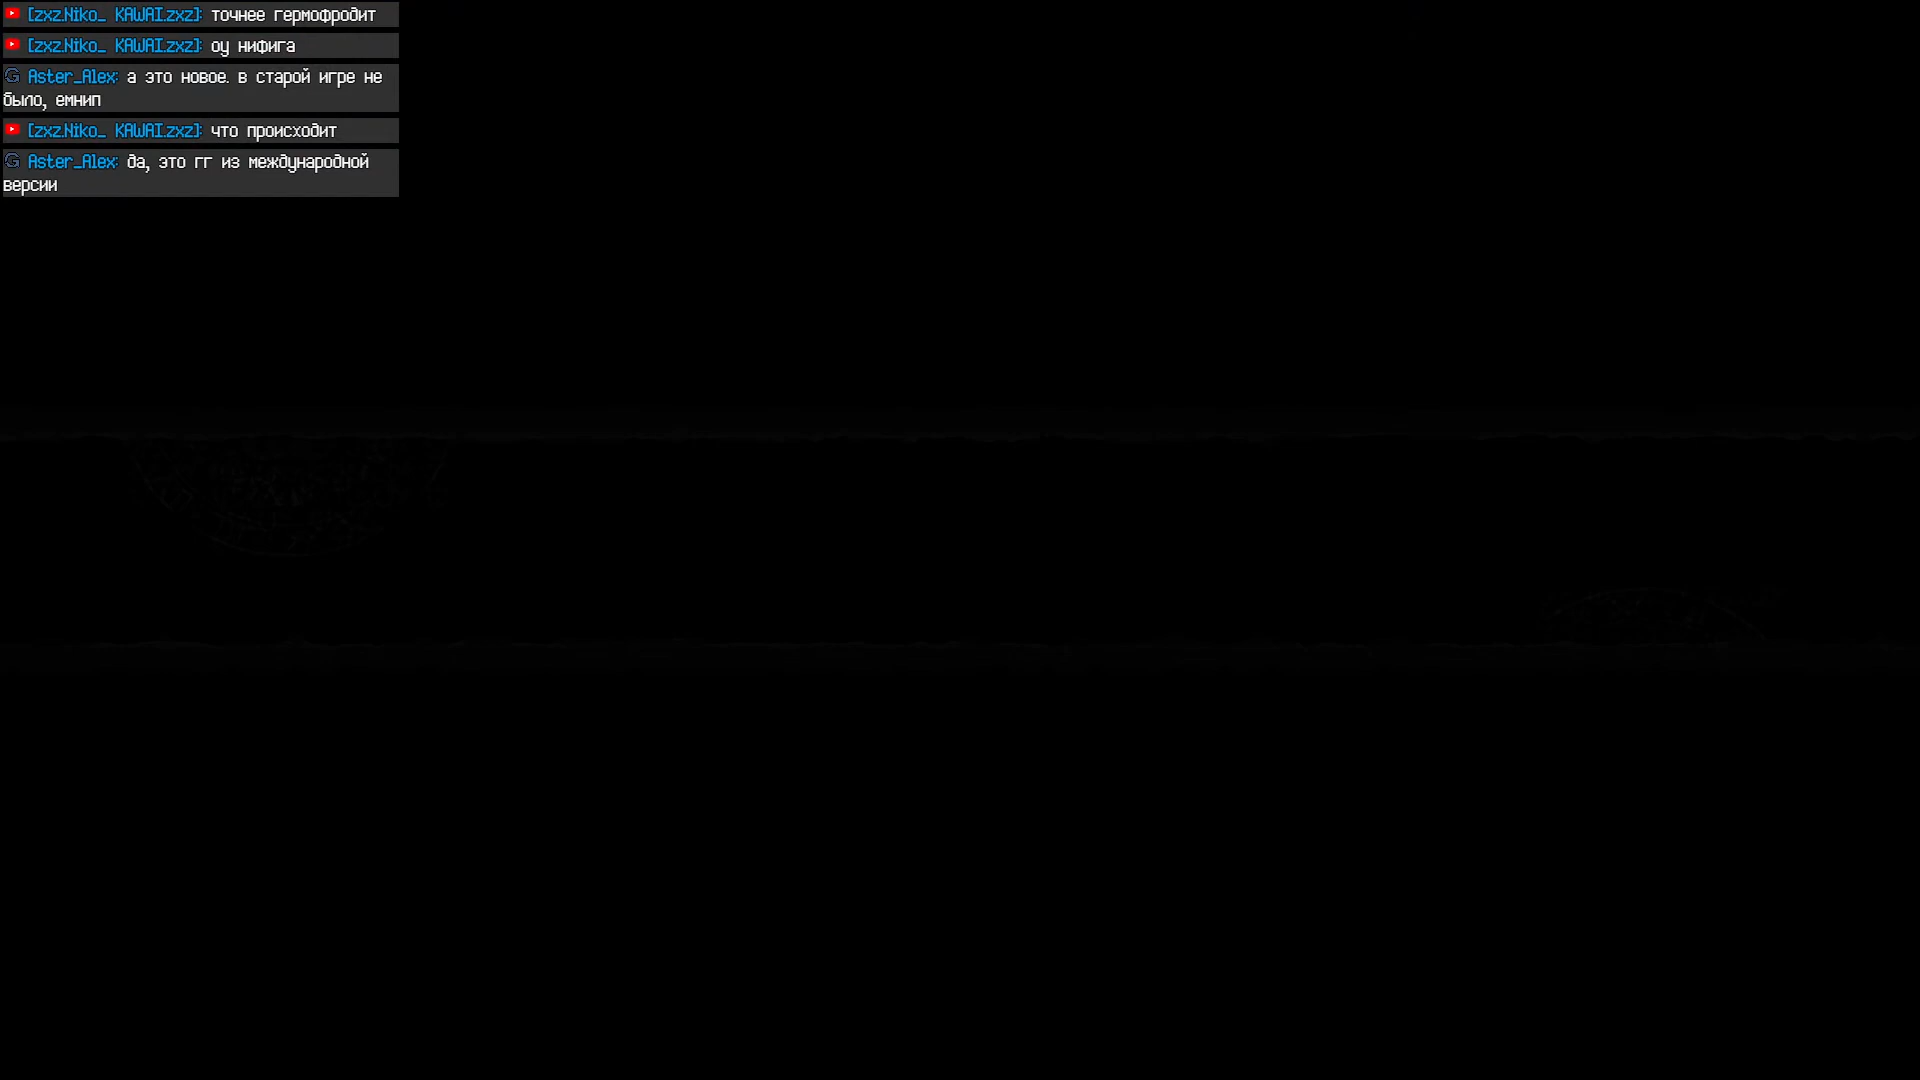 [zxz.Niko_ KAWAI.zxz]: точнее гермофродит
[zxz.Niko_ KAWAI.zxz]: оу нифига
Aster_Alex: а это новое. в старой игре не
было, емнип
[zxz.Niko_ KAWAI.zxz]: что происходит
Aster_Alex: да, это гг из международной
версии